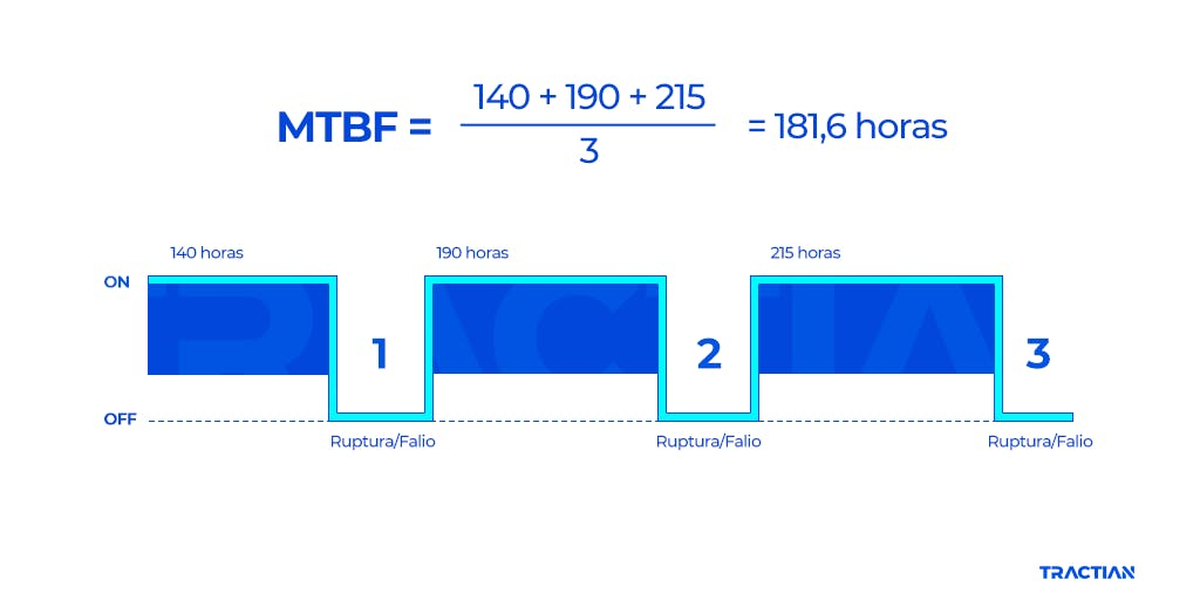 140 + 190 + 215
MTBF = = 181,6 horas
3
140 horas 190 horas 215 horas
ON
1 2 3
OFF
Ruptura/Falio Ruptura/Falio Ruptura/Falio
TRACTIAN